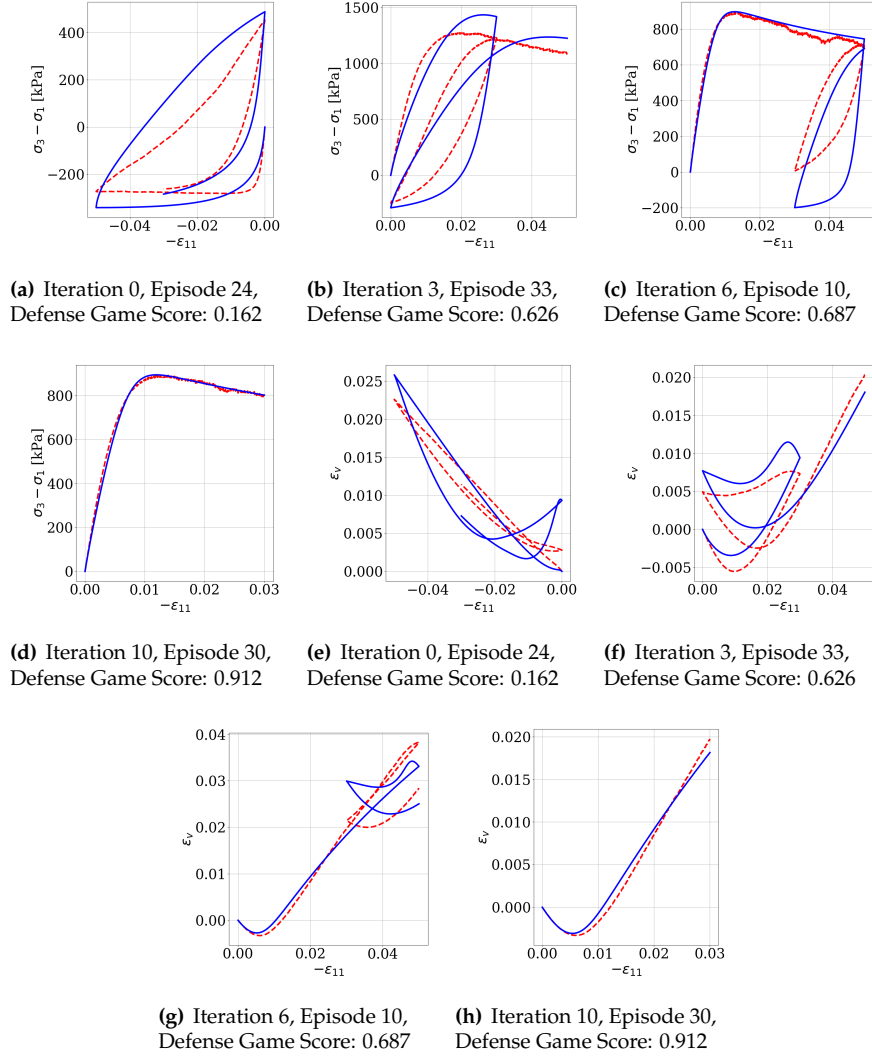 400
200
0
−200
σ3 − σ1 [kPa]
−0.04 −0.02 0.00
−ε11
1500
1000
500
0
σ3 − σ1 [kPa]
0.00 0.02 0.04
−ε11
800
600
400
200
0
−200
σ3 − σ1 [kPa]
0.00 0.02 0.04
−ε11
(a) Iteration 0, Episode 24,
Defense Game Score: 0.162
(b) Iteration 3, Episode 33,
Defense Game Score: 0.626
(c) Iteration 6, Episode 10,
Defense Game Score: 0.687
800
600
400
200
0
σ3 − σ1 [kPa]
0.00 0.01 0.02 0.03
−ε11
0.025
0.020
0.015
0.010
0.005
0.000
εv
−0.04 −0.02 0.00
−ε11
0.020
0.015
0.010
0.005
0.000
−0.005
εv
0.00 0.02 0.04
−ε11
(d) Iteration 10, Episode 30,
Defense Game Score: 0.912
(e) Iteration 0, Episode 24,
Defense Game Score: 0.162
(f) Iteration 3, Episode 33,
Defense Game Score: 0.626
0.04
0.03
0.02
0.01
0.00
εv
0.00 0.02 0.04
−ε11
0.020
0.015
0.010
0.005
0.000
εv
0.00 0.01 0.02 0.03
−ε11
(g) Iteration 6, Episode 10,
Defense Game Score: 0.687
(h) Iteration 10, Episode 30,
Defense Game Score: 0.912